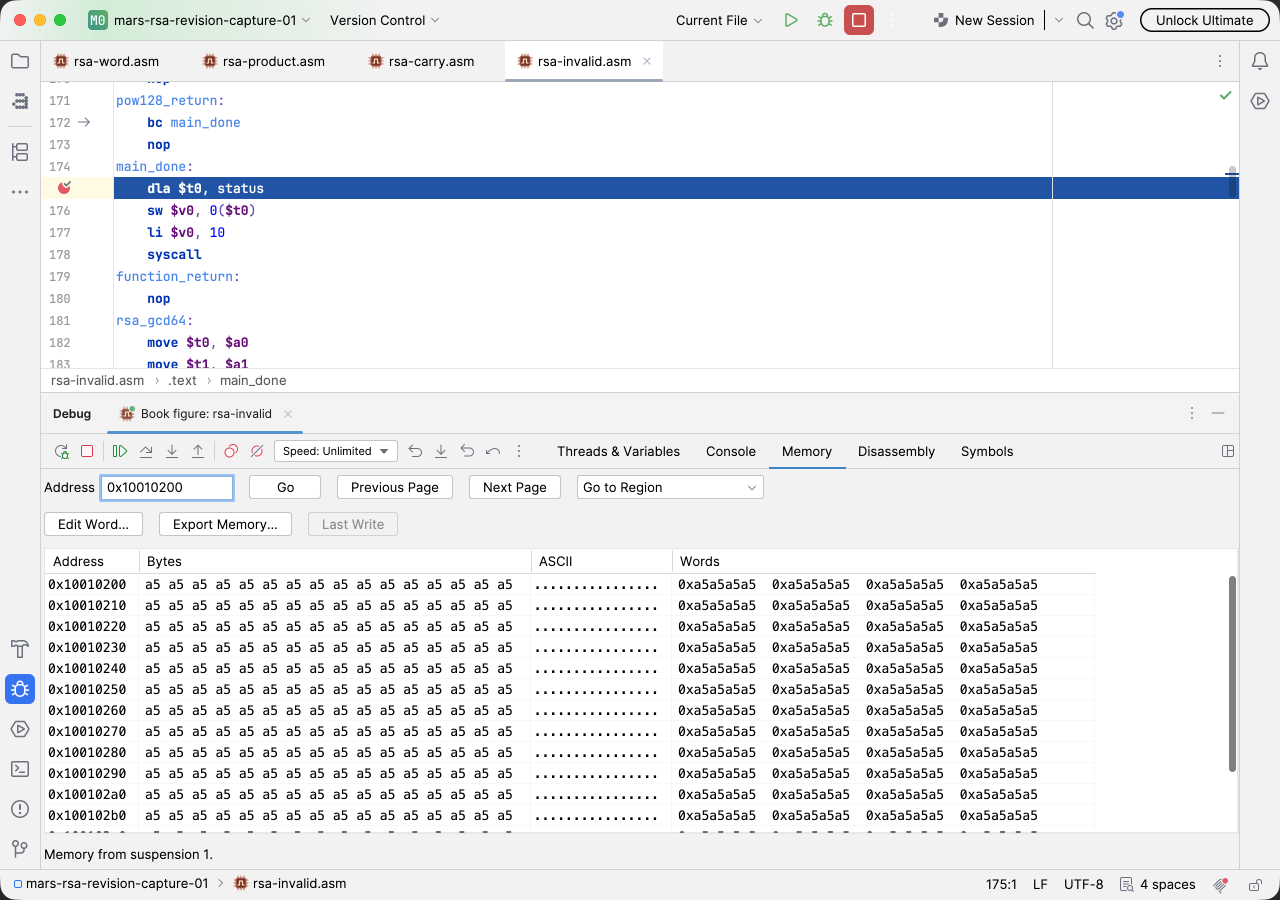 M0 mars-rsa-revision-capture-01 Version Control Current File New Session Unlock Ultimate
rsa-word.asm rsa-product.asm rsa-carry.asm rsa-invalid.asm
nop
171 pow128_return:
172 bc main_done
173 nop
174 main_done:
dla $t0, status
176 sw $v0, 0($t0)
177 li $v0, 10
178 syscall
179 function_return:
180 nop
181 rsa_gcd64:
182 move $t0, $a0
183 move $t1, $a1
rsa-invalid.asm › .text › main_done
Debug Book figure: rsa-invalid
Speed: Unlimited Threads & Variables Console Memory Disassembly Symbols
Address 0x10010200 Go Previous Page Next Page Go to Region
Edit Word... Export Memory... Last Write
Address Bytes ASCII Words
0x10010200 a5 a5 a5 a5 a5 a5 a5 a5 a5 a5 a5 a5 a5 a5 a5 a5 ................ 0xa5a5a5a5 0xa5a5a5a5 0xa5a5a5a5 0xa5a5a5a5
0x10010210 a5 a5 a5 a5 a5 a5 a5 a5 a5 a5 a5 a5 a5 a5 a5 a5 ................ 0xa5a5a5a5 0xa5a5a5a5 0xa5a5a5a5 0xa5a5a5a5
0x10010220 a5 a5 a5 a5 a5 a5 a5 a5 a5 a5 a5 a5 a5 a5 a5 a5 ................ 0xa5a5a5a5 0xa5a5a5a5 0xa5a5a5a5 0xa5a5a5a5
0x10010230 a5 a5 a5 a5 a5 a5 a5 a5 a5 a5 a5 a5 a5 a5 a5 a5 ................ 0xa5a5a5a5 0xa5a5a5a5 0xa5a5a5a5 0xa5a5a5a5
0x10010240 a5 a5 a5 a5 a5 a5 a5 a5 a5 a5 a5 a5 a5 a5 a5 a5 ................ 0xa5a5a5a5 0xa5a5a5a5 0xa5a5a5a5 0xa5a5a5a5
0x10010250 a5 a5 a5 a5 a5 a5 a5 a5 a5 a5 a5 a5 a5 a5 a5 a5 ................ 0xa5a5a5a5 0xa5a5a5a5 0xa5a5a5a5 0xa5a5a5a5
0x10010260 a5 a5 a5 a5 a5 a5 a5 a5 a5 a5 a5 a5 a5 a5 a5 a5 ................ 0xa5a5a5a5 0xa5a5a5a5 0xa5a5a5a5 0xa5a5a5a5
0x10010270 a5 a5 a5 a5 a5 a5 a5 a5 a5 a5 a5 a5 a5 a5 a5 a5 ................ 0xa5a5a5a5 0xa5a5a5a5 0xa5a5a5a5 0xa5a5a5a5
0x10010280 a5 a5 a5 a5 a5 a5 a5 a5 a5 a5 a5 a5 a5 a5 a5 a5 ................ 0xa5a5a5a5 0xa5a5a5a5 0xa5a5a5a5 0xa5a5a5a5
0x10010290 a5 a5 a5 a5 a5 a5 a5 a5 a5 a5 a5 a5 a5 a5 a5 a5 ................ 0xa5a5a5a5 0xa5a5a5a5 0xa5a5a5a5 0xa5a5a5a5
0x100102a0 a5 a5 a5 a5 a5 a5 a5 a5 a5 a5 a5 a5 a5 a5 a5 a5 ................ 0xa5a5a5a5 0xa5a5a5a5 0xa5a5a5a5 0xa5a5a5a5
0x100102b0 a5 a5 a5 a5 a5 a5 a5 a5 a5 a5 a5 a5 a5 a5 a5 a5 ................ 0xa5a5a5a5 0xa5a5a5a5 0xa5a5a5a5 0xa5a5a5a5
Memory from suspension 1.
mars-rsa-revision-capture-01 › rsa-invalid.asm 175:1 LF UTF-8 4 spaces